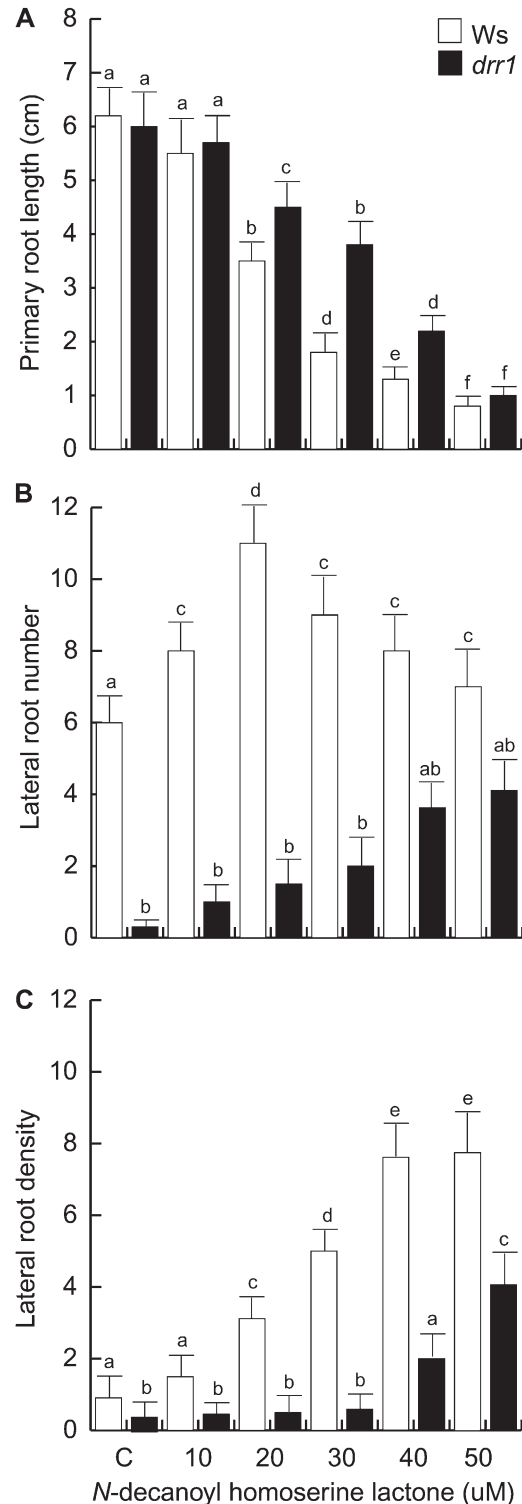 A
8
Ws
drr1
7
a a
a
a
6
5
c
b
4
b
3
d
d
2
e
f f
1
0
Primary root length (cm)
B
12
d
10
c
c
c
8
a
c
6
ab
ab
4
b
b
2
b
b
0
Lateral root number
C
12
10
e
e
8
d
6
c
c
4
a
a
a
2
b b b b
0
Lateral root density
C 10 20 30 40 50
N-decanoyl homoserine lactone (uM)